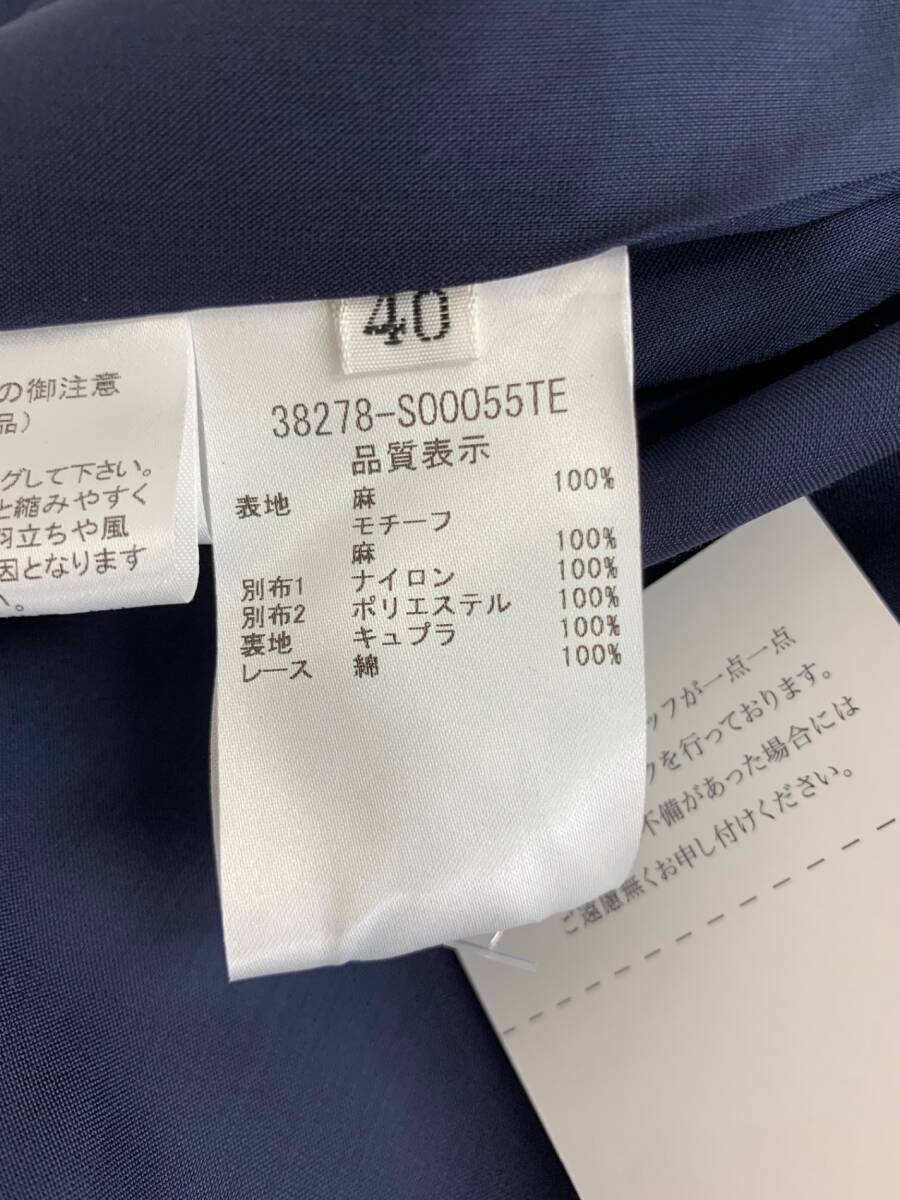 の御注意
品)
グして下さい。
と縮みやすく
羽立ちや風
因となります
。
40
38278-S00055TE
品質表示
表地 麻 100%
モチーフ
麻 100%
別布1 ナイロン 100%
別布2 ポリエステル 100%
裏地 キュプラ 100%
レース 綿 100%
ッフが一点一点
クを行っております。
不備があった場合には
ご遠慮無くお申し付けください。